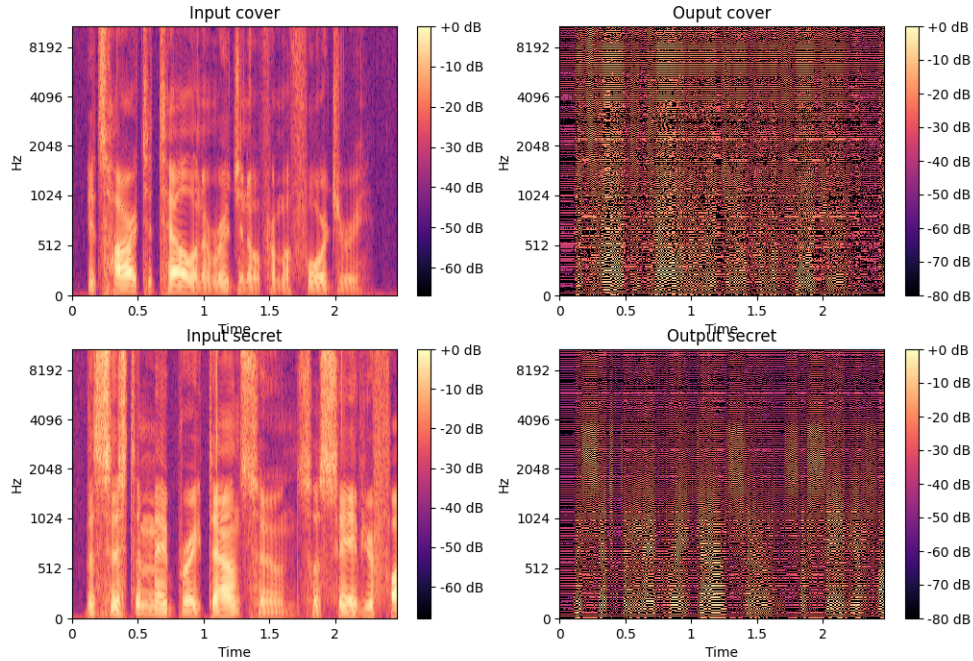 Input cover
Hz
8192
4096
2048
1024
512
0
0
0.5
1
1.5
2
Time
+0 dB
-10 dB
-20 dB
-30 dB
-40 dB
-50 dB
-60 dB
Ouput cover
Hz
8192
4096
2048
1024
512
0
0
0.5
1
1.5
2
Time
+0 dB
-10 dB
-20 dB
-30 dB
-40 dB
-50 dB
-60 dB
-70 dB
-80 dB
Input secret
Hz
8192
4096
2048
1024
512
0
0
0.5
1
1.5
2
Time
+0 dB
-10 dB
-20 dB
-30 dB
-40 dB
-50 dB
-60 dB
Output secret
Hz
8192
4096
2048
1024
512
0
0
0.5
1
1.5
2
Time
+0 dB
-10 dB
-20 dB
-30 dB
-40 dB
-50 dB
-60 dB
-70 dB
-80 dB